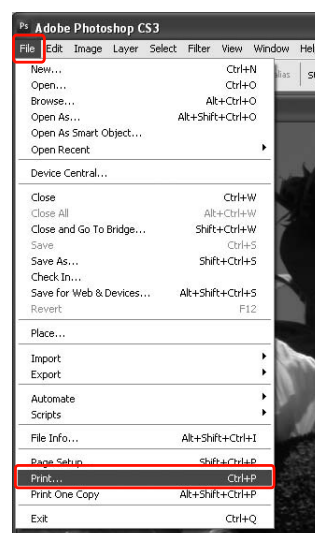 Ps Adobe Photoshop CS3
File Edit Image Layer Select Filter View Window Hel
New... Ctrl+N
Open... Ctrl+O
Browse... Alt+Ctrl+O
Open As... Alt+Shift+Ctrl+O
Open As Smart Object...
Open Recent
Device Central...
Close Ctrl+W
Close All Alt+Ctrl+W
Close and Go To Bridge... Shift+Ctrl+W
Save Ctrl+S
Save As... Shift+Ctrl+S
Check In...
Save for Web & Devices... Alt+Shift+Ctrl+S
Revert F12
Place...
Import
Export
Automate
Scripts
File Info... Alt+Shift+Ctrl+I
Page Setup... Shift+Ctrl+P
Print... Ctrl+P
Print One Copy Alt+Shift+Ctrl+P
Exit Ctrl+Q